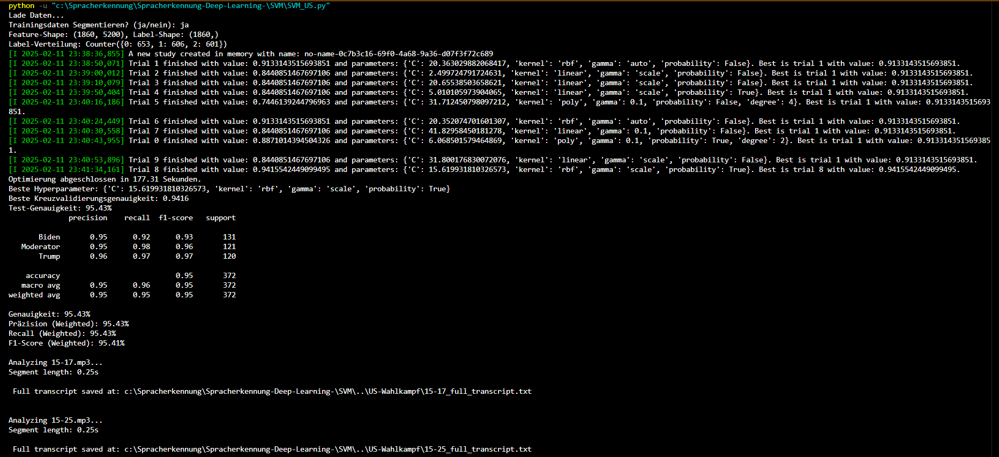 python -u "c:\Spracherkennung\Spracherkennung-Deep-Learning-\SVM\SVM_US.py"
Lade Daten...
Trainingsdaten Segmentieren? (ja/nein): ja
Feature-Shape: (1860, 5200), Label-Shape: (1860,)
Label-Verteilung: Counter({0: 653, 1: 606, 2: 601})
[I 2025-02-11 23:38:36,855] A new study created in memory with name: no-name-0c7b3c16-69f0-4a68-9a36-d07f3f72c689
[I 2025-02-11 23:38:50,071] Trial 1 finished with value: 0.9133143515693851 and parameters: {'C': 20.363029882068417, 'kernel': 'rbf', 'gamma': 'auto', 'probability': False}. Best is trial 1 with value: 0.9133143515693851.
[I 2025-02-11 23:39:00,012] Trial 2 finished with value: 0.8440851467697106 and parameters: {'C': 2.499724791724631, 'kernel': 'linear', 'gamma': 'scale', 'probability': False}. Best is trial 1 with value: 0.9133143515693851.
[I 2025-02-11 23:39:10,079] Trial 3 finished with value: 0.8440851467697106 and parameters: {'C': 20.65538503658621, 'kernel': 'linear', 'gamma': 'scale', 'probability': False}. Best is trial 1 with value: 0.9133143515693851.
[I 2025-02-11 23:39:50,404] Trial 4 finished with value: 0.8440851467697106 and parameters: {'C': 5.010105973904065, 'kernel': 'linear', 'gamma': 'scale', 'probability': True}. Best is trial 1 with value: 0.9133143515693851.
[I 2025-02-11 23:40:16,186] Trial 5 finished with value: 0.7446139244796963 and parameters: {'C': 31.712450798097212, 'kernel': 'poly', 'gamma': 0.1, 'probability': False, 'degree': 4}. Best is trial 1 with value: 0.9133143515693
851.
[I 2025-02-11 23:40:24,449] Trial 6 finished with value: 0.9133143515693851 and parameters: {'C': 20.352074701601307, 'kernel': 'rbf', 'gamma': 'auto', 'probability': False}. Best is trial 1 with value: 0.9133143515693851.
[I 2025-02-11 23:40:30,558] Trial 7 finished with value: 0.8440851467697106 and parameters: {'C': 41.82958450181278, 'kernel': 'linear', 'gamma': 0.1, 'probability': False}. Best is trial 1 with value: 0.9133143515693851.
[I 2025-02-11 23:40:43,955] Trial 0 finished with value: 0.8871014394504326 and parameters: {'C': 6.068501579464869, 'kernel': 'poly', 'gamma': 0.1, 'probability': True, 'degree': 2}. Best is trial 1 with value: 0.913314351569385
1.
[I 2025-02-11 23:40:53,896] Trial 9 finished with value: 0.8440851467697106 and parameters: {'C': 31.800176830072076, 'kernel': 'linear', 'gamma': 'scale', 'probability': False}. Best is trial 1 with value: 0.9133143515693851.
[I 2025-02-11 23:41:34,161] Trial 8 finished with value: 0.9415542449099495 and parameters: {'C': 15.619931810326573, 'kernel': 'rbf', 'gamma': 'scale', 'probability': True}. Best is trial 8 with value: 0.9415542449099495.
Optimierung abgeschlossen in 177.31 Sekunden.
Beste Hyperparameter: {'C': 15.619931810326573, 'kernel': 'rbf', 'gamma': 'scale', 'probability': True}
Beste Kreuzvalidierungsgenauigkeit: 0.9416
Test-Genauigkeit: 95.43%
precision recall f1-score support
Biden 0.95 0.92 0.93 131
Moderator 0.95 0.98 0.96 121
Trump 0.96 0.97 0.97 120
accuracy 0.95 372
macro avg 0.95 0.96 0.95 372
weighted avg 0.95 0.95 0.95 372
Genauigkeit: 95.43%
Präzision (Weighted): 95.43%
Recall (Weighted): 95.43%
F1-Score (Weighted): 95.41%
Analyzing 15-17.mp3...
Segment length: 0.25s
Full transcript saved at: c:\Spracherkennung\Spracherkennung-Deep-Learning-\SVM\..\US-Wahlkampf\15-17_full_transcript.txt
Analyzing 15-25.mp3...
Segment length: 0.25s
Full transcript saved at: c:\Spracherkennung\Spracherkennung-Deep-Learning-\SVM\..\US-Wahlkampf\15-25_full_transcript.txt